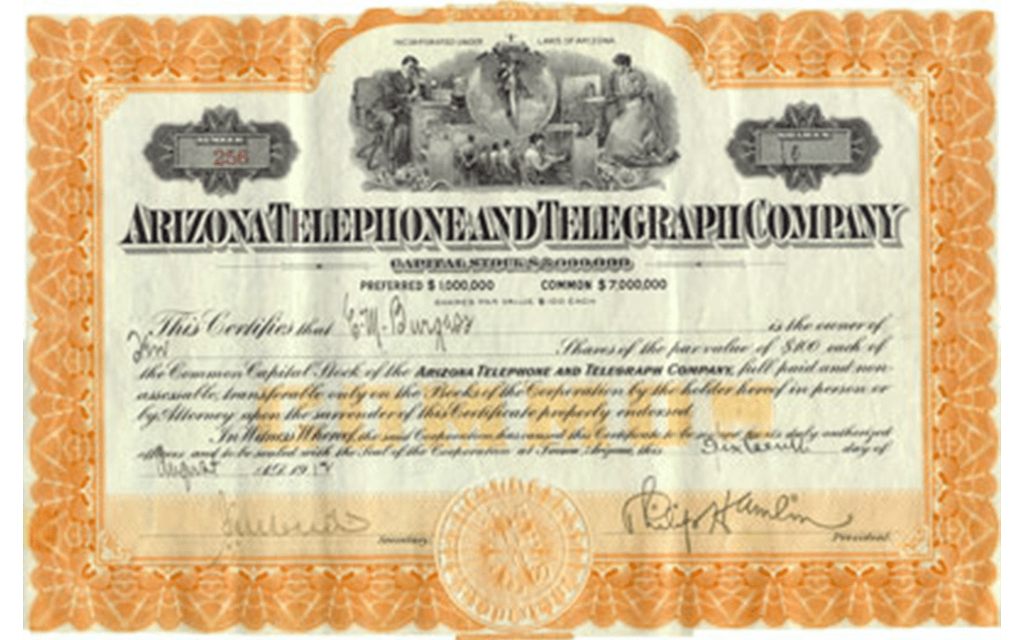 INCORPORATED UNDER LAWS OF ARIZONA
NUMBER
256
SHARES
ARIZONA TELEPHONE AND TELEGRAPH COMPANY
CAPITAL STOCK $8,000,000.
PREFERRED $1,000,000 COMMON $7,000,000
SHARES PAR VALUE $100 EACH
This Certifies that C. M. Burgess is the owner of
Shares of the par value of $100 each of
the Common Capital Stock of the ARIZONA TELEPHONE AND TELEGRAPH COMPANY, full paid and non-
assessable, transferable only on the Books of the Corporation by the holder hereof in person or
by Attorney upon the surrender of this Certificate properly endorsed.
In Witness Whereof, the said Corporation has caused this Certificate to be signed by its duly authorized
officers and to be sealed with the Seal of the Corporation at Arizona, this Sixteenth day of
August A.D. 19
COMMON
Secretary.
Philip Hamlin
President.